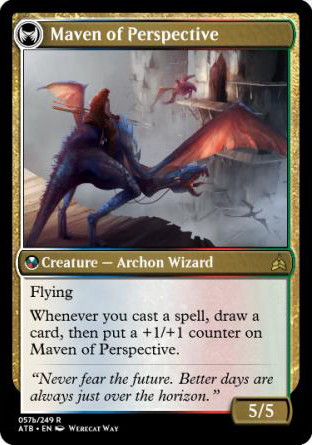 Maven of Perspective
Creature — Archon Wizard
Flying
Whenever you cast a spell, draw a
card, then put a +1/+1 counter on
Maven of Perspective.
“Never fear the future. Better days are
always just over the horizon.”
5/5
057b/249 R
ATB • EN Werecat Way